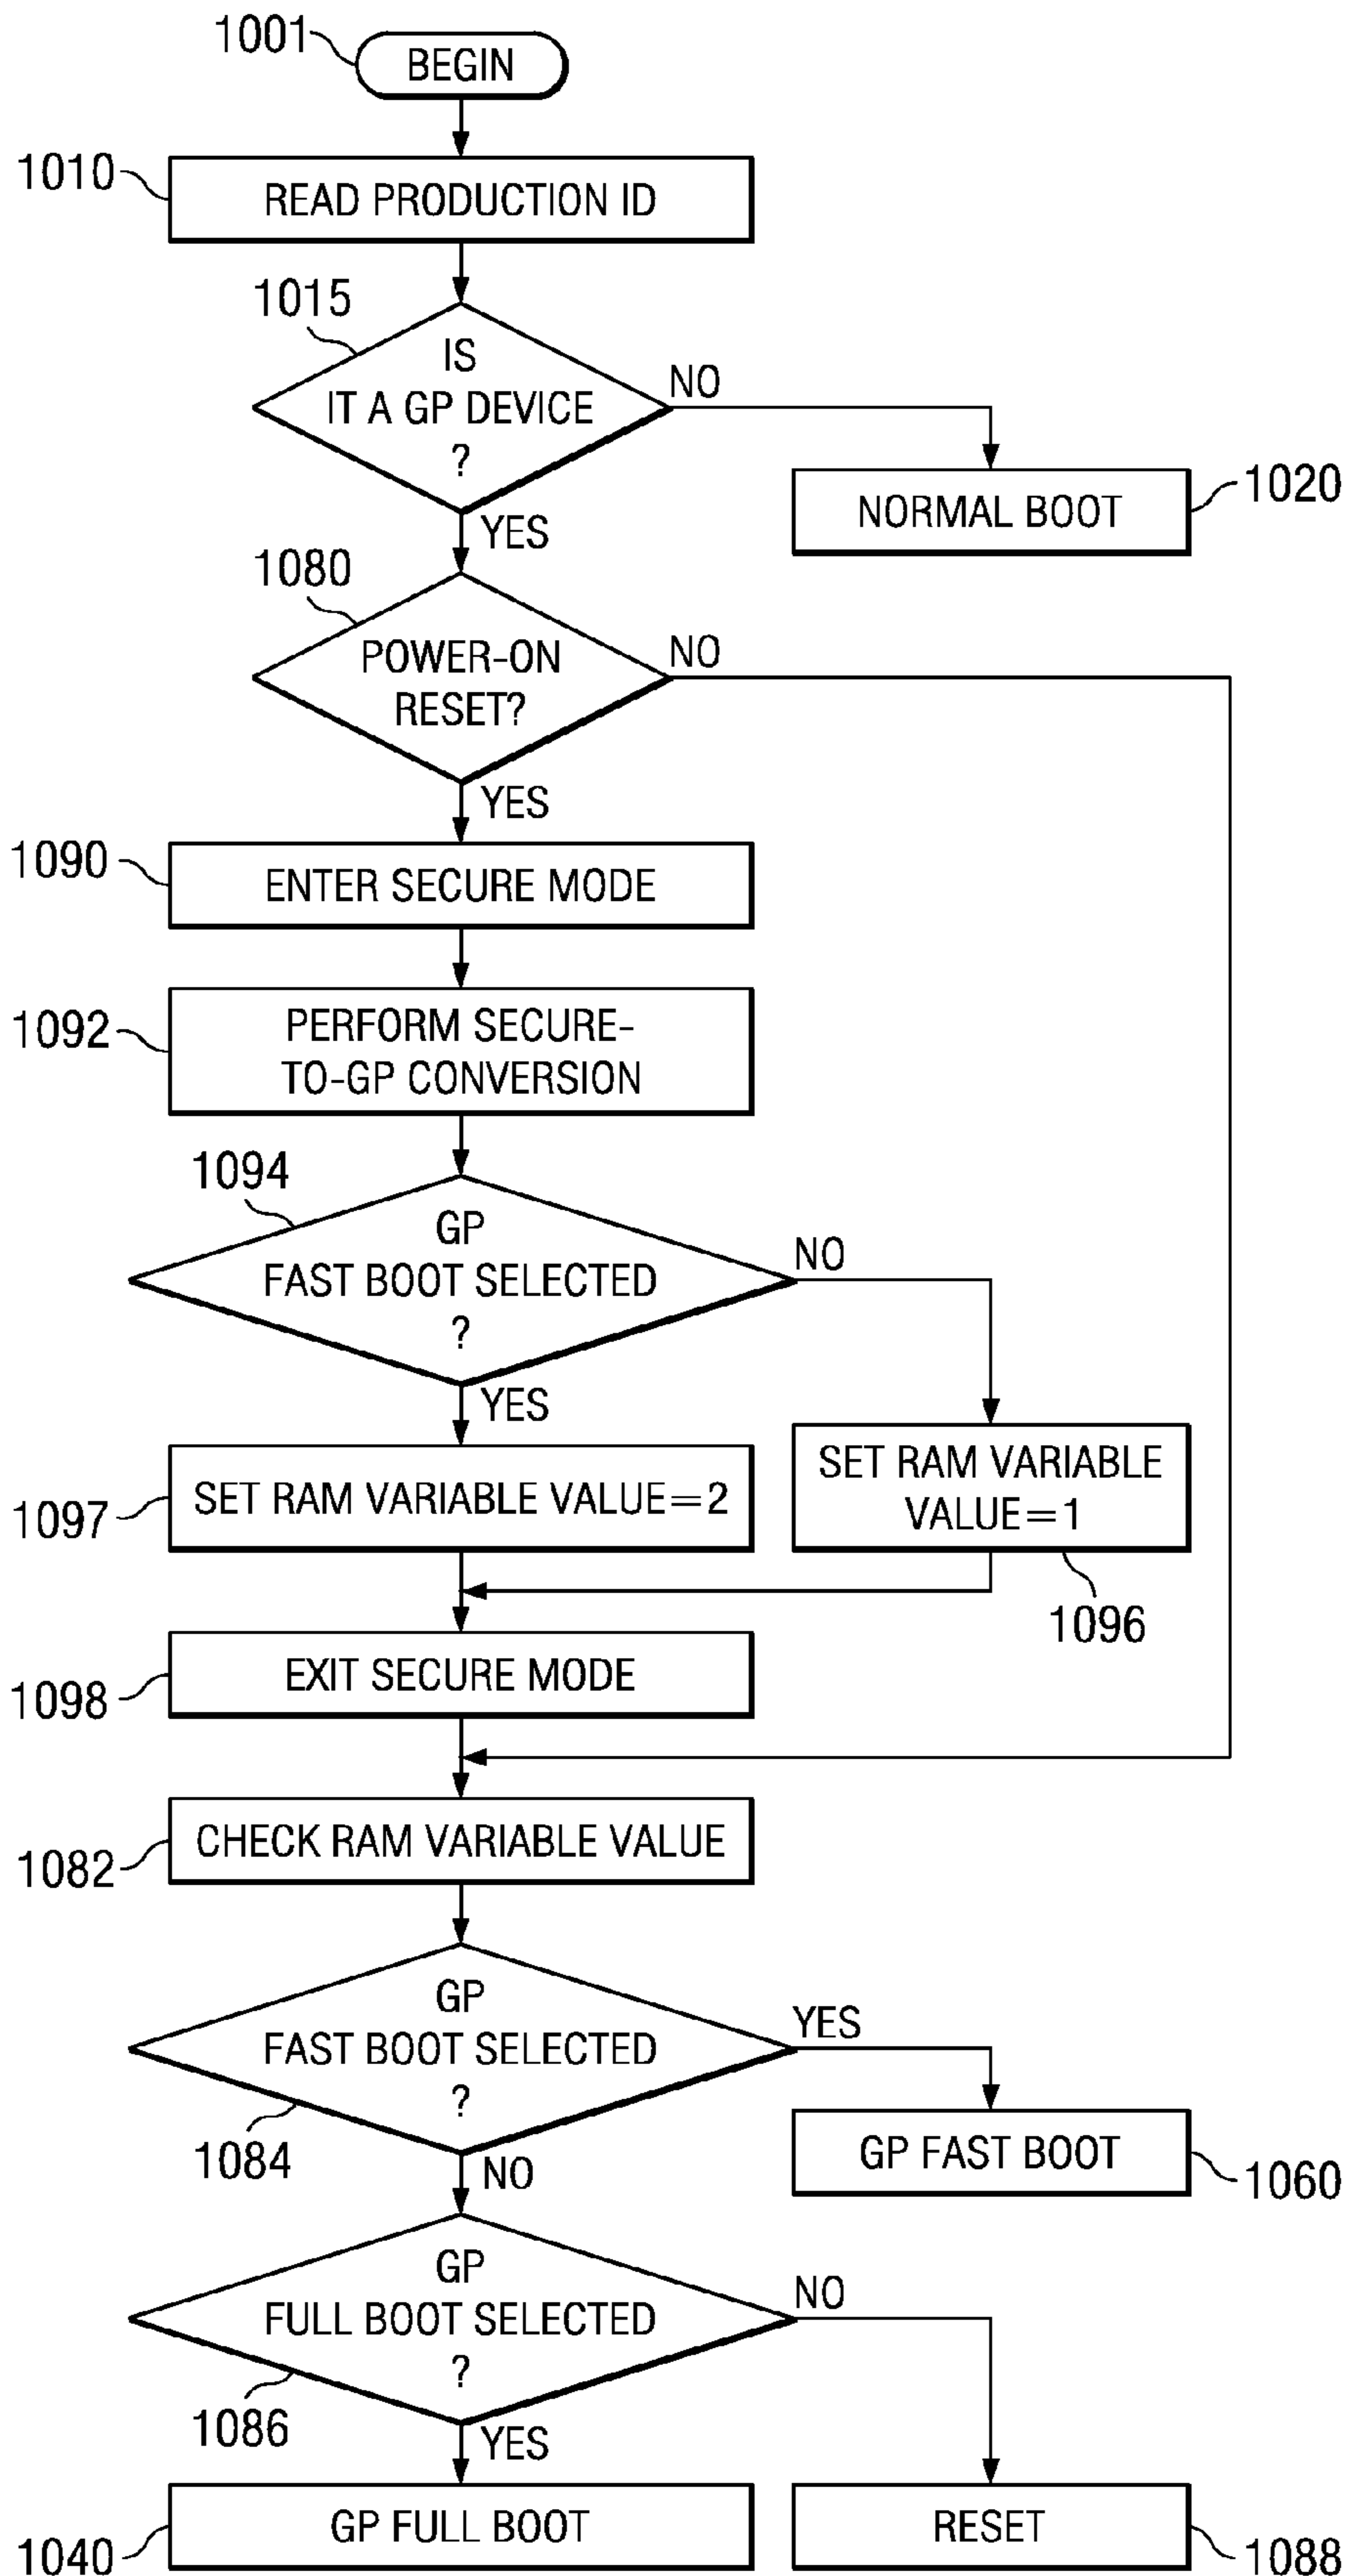 1001
BEGIN
1010
READ PRODUCTION ID
1015
IS
IT A GP DEVICE
?
NO
YES
NORMAL BOOT
1020
1080
POWER-ON
RESET?
NO
YES
1090
ENTER SECURE MODE
1092
PERFORM SECURE-
TO-GP CONVERSION
1094
GP
FAST BOOT SELECTED
?
NO
YES
1097
SET RAM VARIABLE VALUE=2
SET RAM VARIABLE
VALUE=1
1096
1098
EXIT SECURE MODE
1082
CHECK RAM VARIABLE VALUE
GP
FAST BOOT SELECTED
?
YES
1084
NO
GP FAST BOOT
1060
GP
FULL BOOT SELECTED
?
NO
1086
YES
1040
GP FULL BOOT
RESET
1088